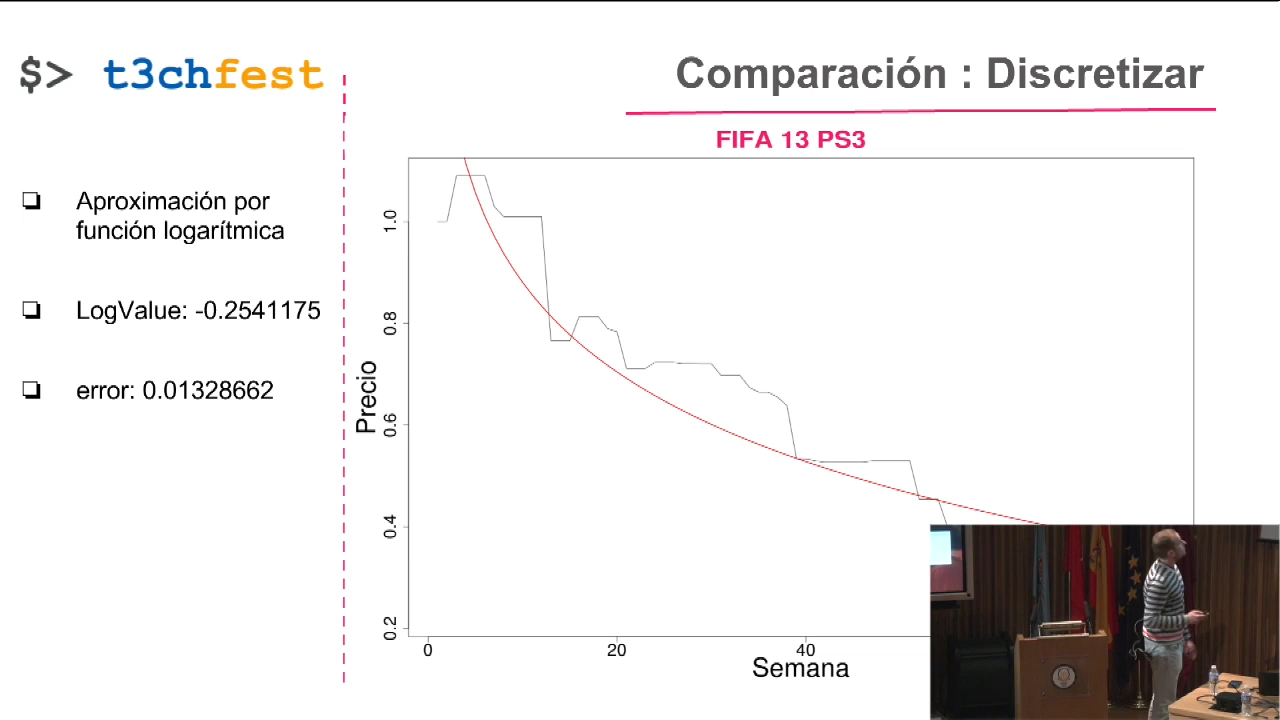 $> t3chfest
Comparación : Discretizar
FIFA 13 PS3
❏ Aproximación por
función logarítmica
❏ LogValue: -0.2541175
❏ error: 0.01328662
Precio
1.0
0.8
0.6
0.4
0.2
0 20 40
Semana